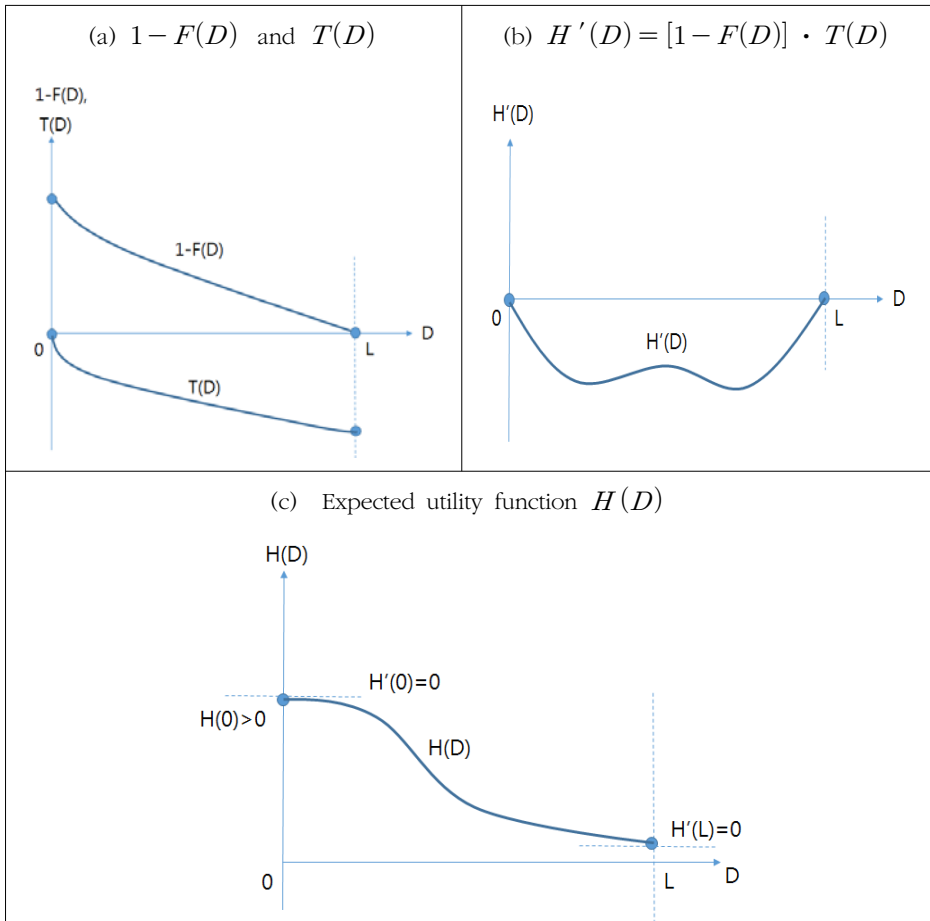 (a) 1－F(D) and T(D)
1-F(D),
T(D)
1-F(D)
0
L
D
T(D)
(b) H'(D)=[1－F(D)]・T(D)
H'(D)
0
L
D
H'(D)
(c) Expected utility function H(D)
H(D)
H'(0)=0
H(0)>0
H(D)
H'(L)=0
0
L
D